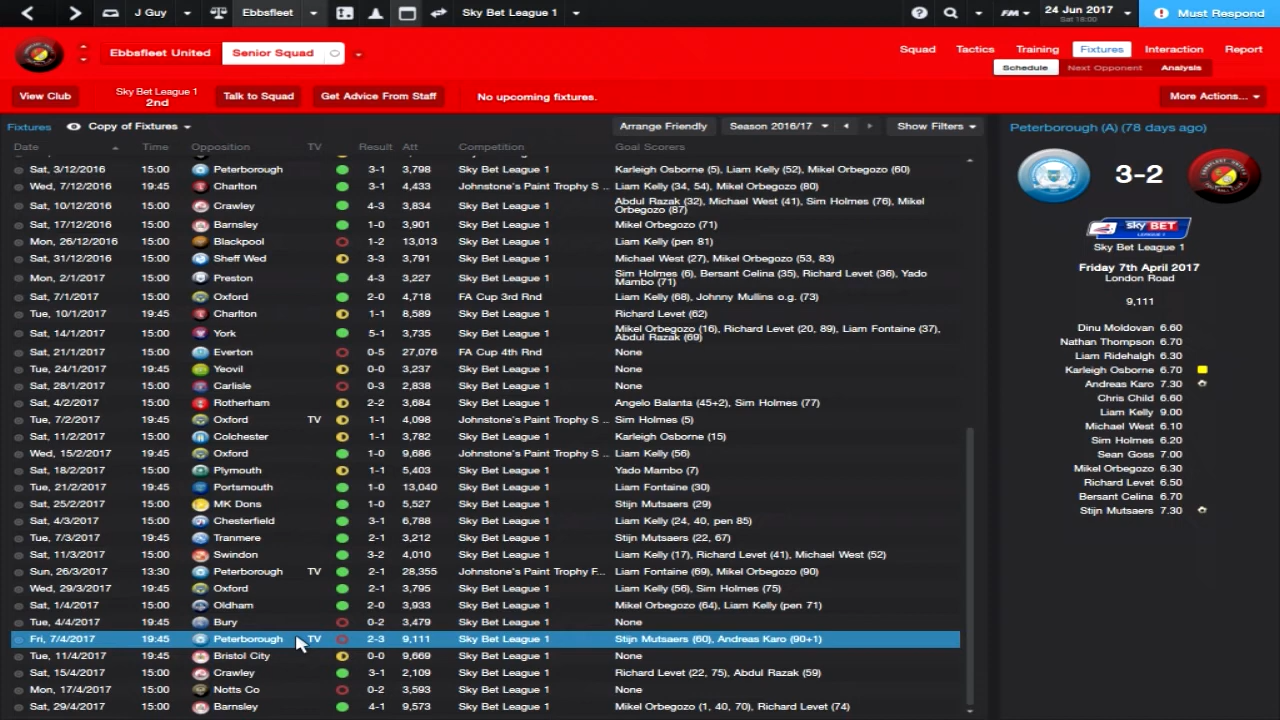 J Guy Ebbsfleet Sky Bet League 1 FM 24 Jun 2017 Sat 18:00 Must Respond
Ebbsfleet United Senior Squad Squad Tactics Training Fixtures Interaction Report
Schedule Next Opponent Analysis
View Club Sky Bet League 1 2nd Talk to Squad Get Advice From Staff No upcoming fixtures. More Actions...
Fixtures Copy of Fixtures Arrange Friendly Season 2016/17 Show Filters
Date Time Opposition TV Result Att Competition Goal Scorers
Sat, 3/12/2016 15:00 Peterborough 3-1 3,798 Sky Bet League 1 Karleigh Osborne (5), Liam Kelly (52), Mikel Orbegozo (60)
Wed, 7/12/2016 19:45 Charlton 3-1 4,433 Johnstone's Paint Trophy S ... Liam Kelly (34, 54), Mikel Orbegozo (80)
Sat, 10/12/2016 15:00 Crawley 4-3 3,834 Sky Bet League 1 Abdul Razak (32), Michael West (41), Sim Holmes (76), Mikel
Orbegozo (87)
Sat, 17/12/2016 15:00 Barnsley 1-0 3,901 Sky Bet League 1 Mikel Orbegozo (71)
Mon, 26/12/2016 15:00 Blackpool 1-2 13,013 Sky Bet League 1 Liam Kelly (pen 81)
Sat, 31/12/2016 15:00 Sheff Wed 3-3 3,791 Sky Bet League 1 Michael West (27), Mikel Orbegozo (53, 83)
Mon, 2/1/2017 15:00 Preston 4-3 3,227 Sky Bet League 1 Sim Holmes (6), Bersant Celina (35), Richard Levet (36), Yado
Mambo (71)
Sat, 7/1/2017 15:00 Oxford 2-0 4,718 FA Cup 3rd Rnd Liam Kelly (68), Johnny Mullins o.g. (73)
Tue, 10/1/2017 19:45 Charlton 1-1 8,589 Sky Bet League 1 Richard Levet (62)
Sat, 14/1/2017 15:00 York 5-1 3,735 Sky Bet League 1 Mikel Orbegozo (16), Richard Levet (20, 89), Liam Fontaine (37),
Abdul Razak (69)
Sat, 21/1/2017 15:00 Everton 0-5 27,076 FA Cup 4th Rnd None
Tue, 24/1/2017 19:45 Yeovil 0-0 3,237 Sky Bet League 1 None
Sat, 28/1/2017 15:00 Carlisle 0-3 2,838 Sky Bet League 1 None
Sat, 4/2/2017 15:00 Rotherham 2-2 3,684 Sky Bet League 1 Angelo Balanta (45+2), Sim Holmes (77)
Tue, 7/2/2017 19:45 Oxford TV 1-1 4,098 Johnstone's Paint Trophy S ... Sim Holmes (5)
Sat, 11/2/2017 15:00 Colchester 1-1 3,782 Sky Bet League 1 Karleigh Osborne (15)
Wed, 15/2/2017 19:45 Oxford 1-0 9,686 Johnstone's Paint Trophy S ... Liam Kelly (56)
Sat, 18/2/2017 15:00 Plymouth 1-1 5,403 Sky Bet League 1 Yado Mambo (7)
Tue, 21/2/2017 19:45 Portsmouth 1-0 13,040 Sky Bet League 1 Liam Fontaine (30)
Sat, 25/2/2017 15:00 MK Dons 1-0 5,527 Sky Bet League 1 Stijn Mutsaers (29)
Sat, 4/3/2017 15:00 Chesterfield 3-1 6,788 Sky Bet League 1 Liam Kelly (24, 40, pen 85)
Tue, 7/3/2017 19:45 Tranmere 2-1 3,212 Sky Bet League 1 Stijn Mutsaers (22, 67)
Sat, 11/3/2017 15:00 Swindon 3-2 4,010 Sky Bet League 1 Liam Kelly (17), Richard Levet (41), Michael West (52)
Sun, 26/3/2017 13:30 Peterborough TV 2-1 28,355 Johnstone's Paint Trophy F... Liam Fontaine (69), Mikel Orbegozo (90)
Wed, 29/3/2017 19:45 Oxford 2-1 3,795 Sky Bet League 1 Liam Kelly (56), Sim Holmes (75)
Sat, 1/4/2017 15:00 Oldham 2-0 3,933 Sky Bet League 1 Mikel Orbegozo (64), Liam Kelly (pen 71)
Tue, 4/4/2017 19:45 Bury 0-2 3,479 Sky Bet League 1 None
Fri, 7/4/2017 19:45 Peterborough TV 2-3 9,111 Sky Bet League 1 Stijn Mutsaers (60), Andreas Karo (90+1)
Tue, 11/4/2017 19:45 Bristol City 0-0 9,669 Sky Bet League 1 None
Sat, 15/4/2017 15:00 Crawley 3-1 2,109 Sky Bet League 1 Richard Levet (22, 75), Abdul Razak (59)
Mon, 17/4/2017 15:00 Notts Co 0-2 3,593 Sky Bet League 1 None
Sat, 29/4/2017 15:00 Barnsley 4-1 9,573 Sky Bet League 1 Mikel Orbegozo (1, 40, 70), Richard Levet (74)
Peterborough (A) (78 days ago)
3-2
sky BET
Sky Bet League 1
Friday 7th April 2017
London Road
9,111
Dinu Moldovan 6.60
Nathan Thompson 6.70
Liam Ridehalgh 6.30
Karleigh Osborne 6.70
Andreas Karo 7.30
Chris Child 6.60
Liam Kelly 9.00
Michael West 6.10
Sim Holmes 6.20
Sean Goss 7.00
Mikel Orbegozo 6.30
Richard Levet 6.50
Bersant Celina 6.70
Stijn Mutsaers 7.30